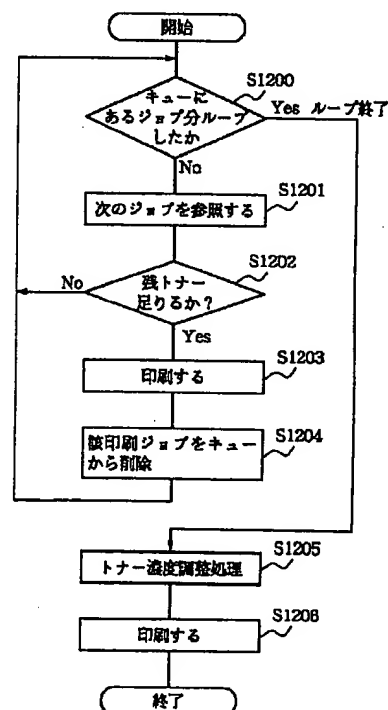 開始
S1200
キューに
あるジョブ分ループ
したか
Yes ループ終了
No
S1201
次のジョブを参照する
S1202
残トナー
足りるか?
No
Yes
S1203
印刷する
S1204
該印刷ジョブをキュー
から削除
S1205
トナー濃度調整処理
S1206
印刷する
終了